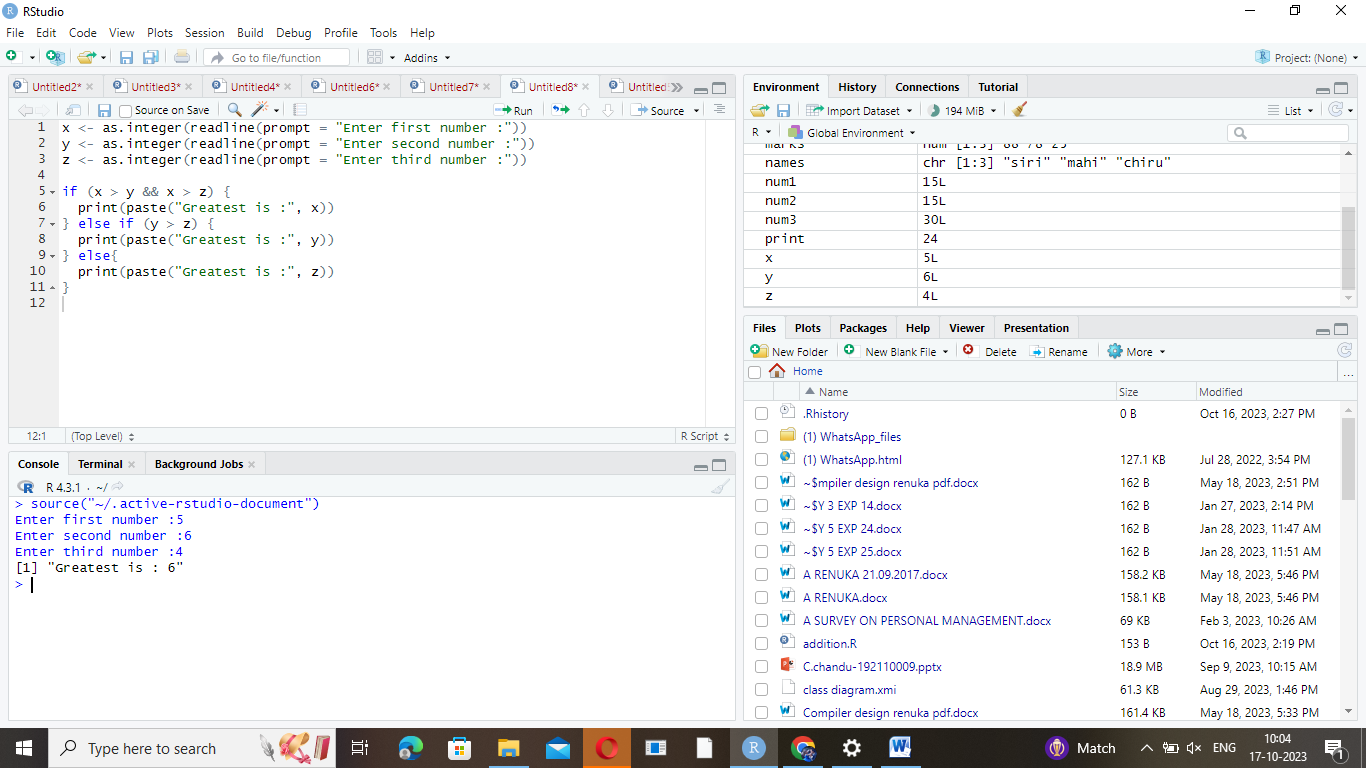 RStudio
File Edit Code View Plots Session Build Debug Profile Tools Help
Go to file/function Addins Project: (None)
Untitled2* Untitled3* Untitled4* Untitled6* Untitled7* Untitled8* Untitled
Source on Save Run Source
1 x <- as.integer(readline(prompt = "Enter first number :"))
2 y <- as.integer(readline(prompt = "Enter second number :"))
3 z <- as.integer(readline(prompt = "Enter third number :"))
4
5 if (x > y && x > z) {
6 print(paste("Greatest is :", x))
7 } else if (y > z) {
8 print(paste("Greatest is :", y))
9 } else{
10 print(paste("Greatest is :", z))
11 }
12
12:1 (Top Level) R Script
Console Terminal Background Jobs
R 4.3.1 · ~/
> source("~/.active-rstudio-document")
Enter first number :5
Enter second number :6
Enter third number :4
[1] "Greatest is : 6"
>
Environment History Connections Tutorial
Import Dataset 194 MiB List
R Global Environment
marks num [1:3] 88 78 25
names chr [1:3] "siri" "mahi" "chiru"
num1 15L
num2 15L
num3 30L
print 24
x 5L
y 6L
z 4L
Files Plots Packages Help Viewer Presentation
New Folder New Blank File Delete Rename More
Home ...
Name Size Modified
.Rhistory 0 B Oct 16, 2023, 2:27 PM
(1) WhatsApp_files
(1) WhatsApp.html 127.1 KB Jul 28, 2022, 3:54 PM
~$mpiler design renuka pdf.docx 162 B May 18, 2023, 2:51 PM
~$Y 3 EXP 14.docx 162 B Jan 27, 2023, 2:14 PM
~$Y 5 EXP 24.docx 162 B Jan 28, 2023, 11:47 AM
~$Y 5 EXP 25.docx 162 B Jan 28, 2023, 11:51 AM
A RENUKA 21.09.2017.docx 158.2 KB May 18, 2023, 5:46 PM
A RENUKA.docx 158.1 KB May 18, 2023, 5:46 PM
A SURVEY ON PERSONAL MANAGEMENT.docx 69 KB Feb 3, 2023, 10:26 AM
addition.R 153 B Oct 16, 2023, 2:19 PM
C.chandu-192110009.pptx 18.9 MB Sep 9, 2023, 10:15 AM
class diagram.xmi 61.3 KB Aug 29, 2023, 1:46 PM
Compiler design renuka pdf.docx 161.4 KB May 18, 2023, 5:33 PM
Type here to search Match ENG 10:04
17-10-2023 1